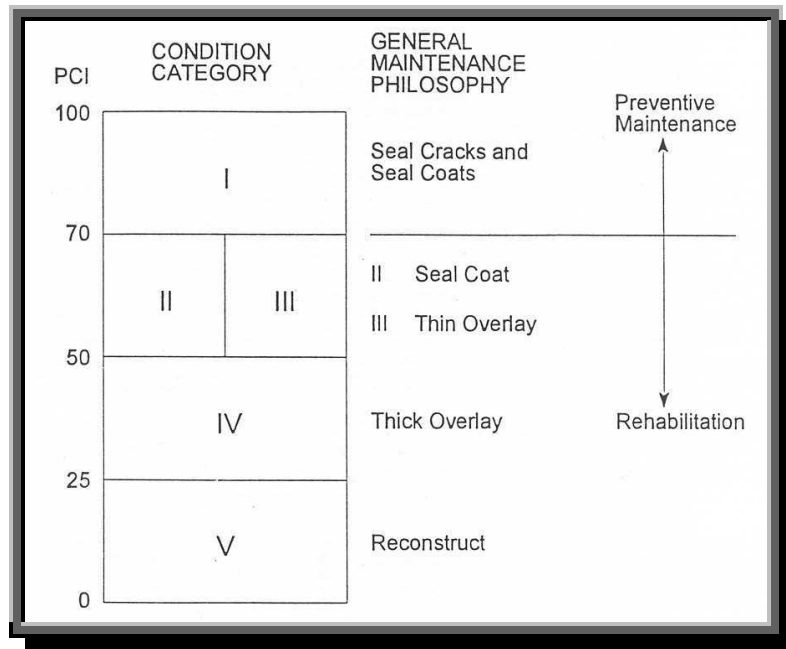 PCI
CONDITION
CATEGORY
GENERAL
MAINTENANCE
PHILOSOPHY
Preventive
Maintenance
100
I
Seal Cracks and
Seal Coats
70
II
III
II Seal Coat
III Thin Overlay
50
IV
Thick Overlay
Rehabilitation
25
V
Reconstruct
0